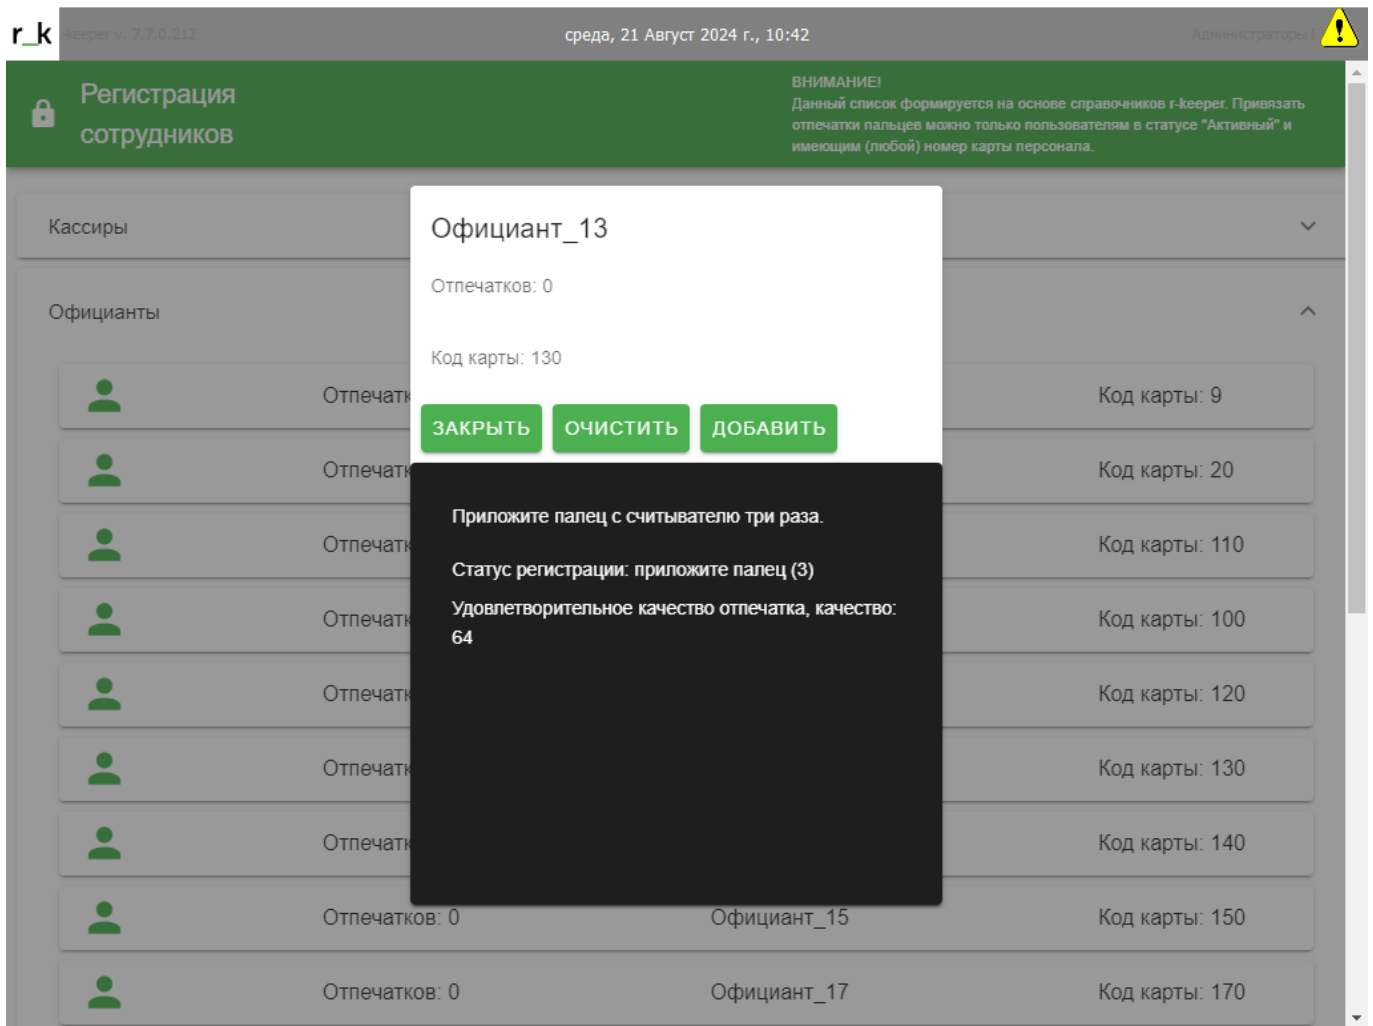 r_k
-keeper v. 7.7.0.212
среда, 21 Август 2024 г., 10:42
Администраторы
Регистрация
сотрудников
ВНИМАНИЕ!
Данный список формируется на основе справочников r-keeper. Привязать
отпечатки пальцев можно только пользователям в статусе "Активный" и
имеющим (любой) номер карты персонала.
Кассиры
Официант_13
Отпечатков: 0
Официанты
Код карты: 130
Отпечатк
Код карты: 9
ЗАКРЫТЬ
ОЧИСТИТЬ
ДОБАВИТЬ
Отпечатк
Код карты: 20
Приложите палец с считывателю три раза.
Отпечатк
Код карты: 110
Статус регистрации: приложите палец (3)
Удовлетворительное качество отпечатка, качество:
64
Отпечатк
Код карты: 100
Отпечатк
Код карты: 120
Отпечатк
Код карты: 130
Отпечатк
Код карты: 140
Отпечатков: 0
Официант_15
Код карты: 150
Отпечатков: 0
Официант_17
Код карты: 170